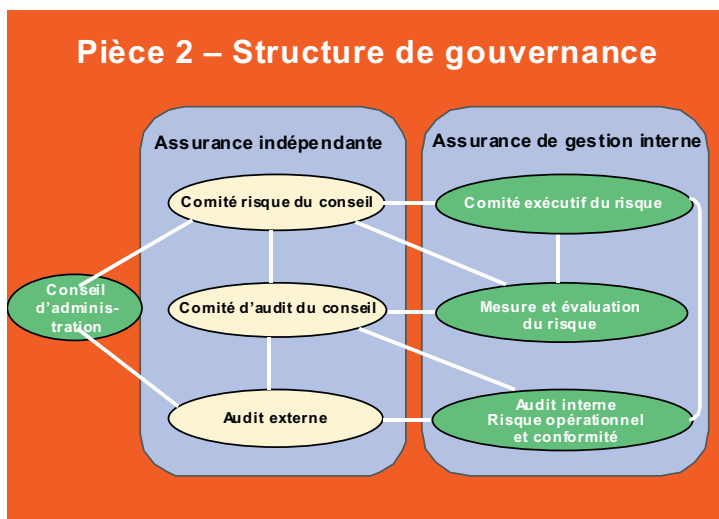 Pièce 2 – Structure de gouvernance
Assurance indépendante
Assurance de gestion interne
Comité risque du conseil
Comité exécutif du risque
Conseil
d'adminis-
tration
Comité d'audit du conseil
Mesure et évaluation
du risque
Audit externe
Audit interne
Risque opérationnel
et conformité